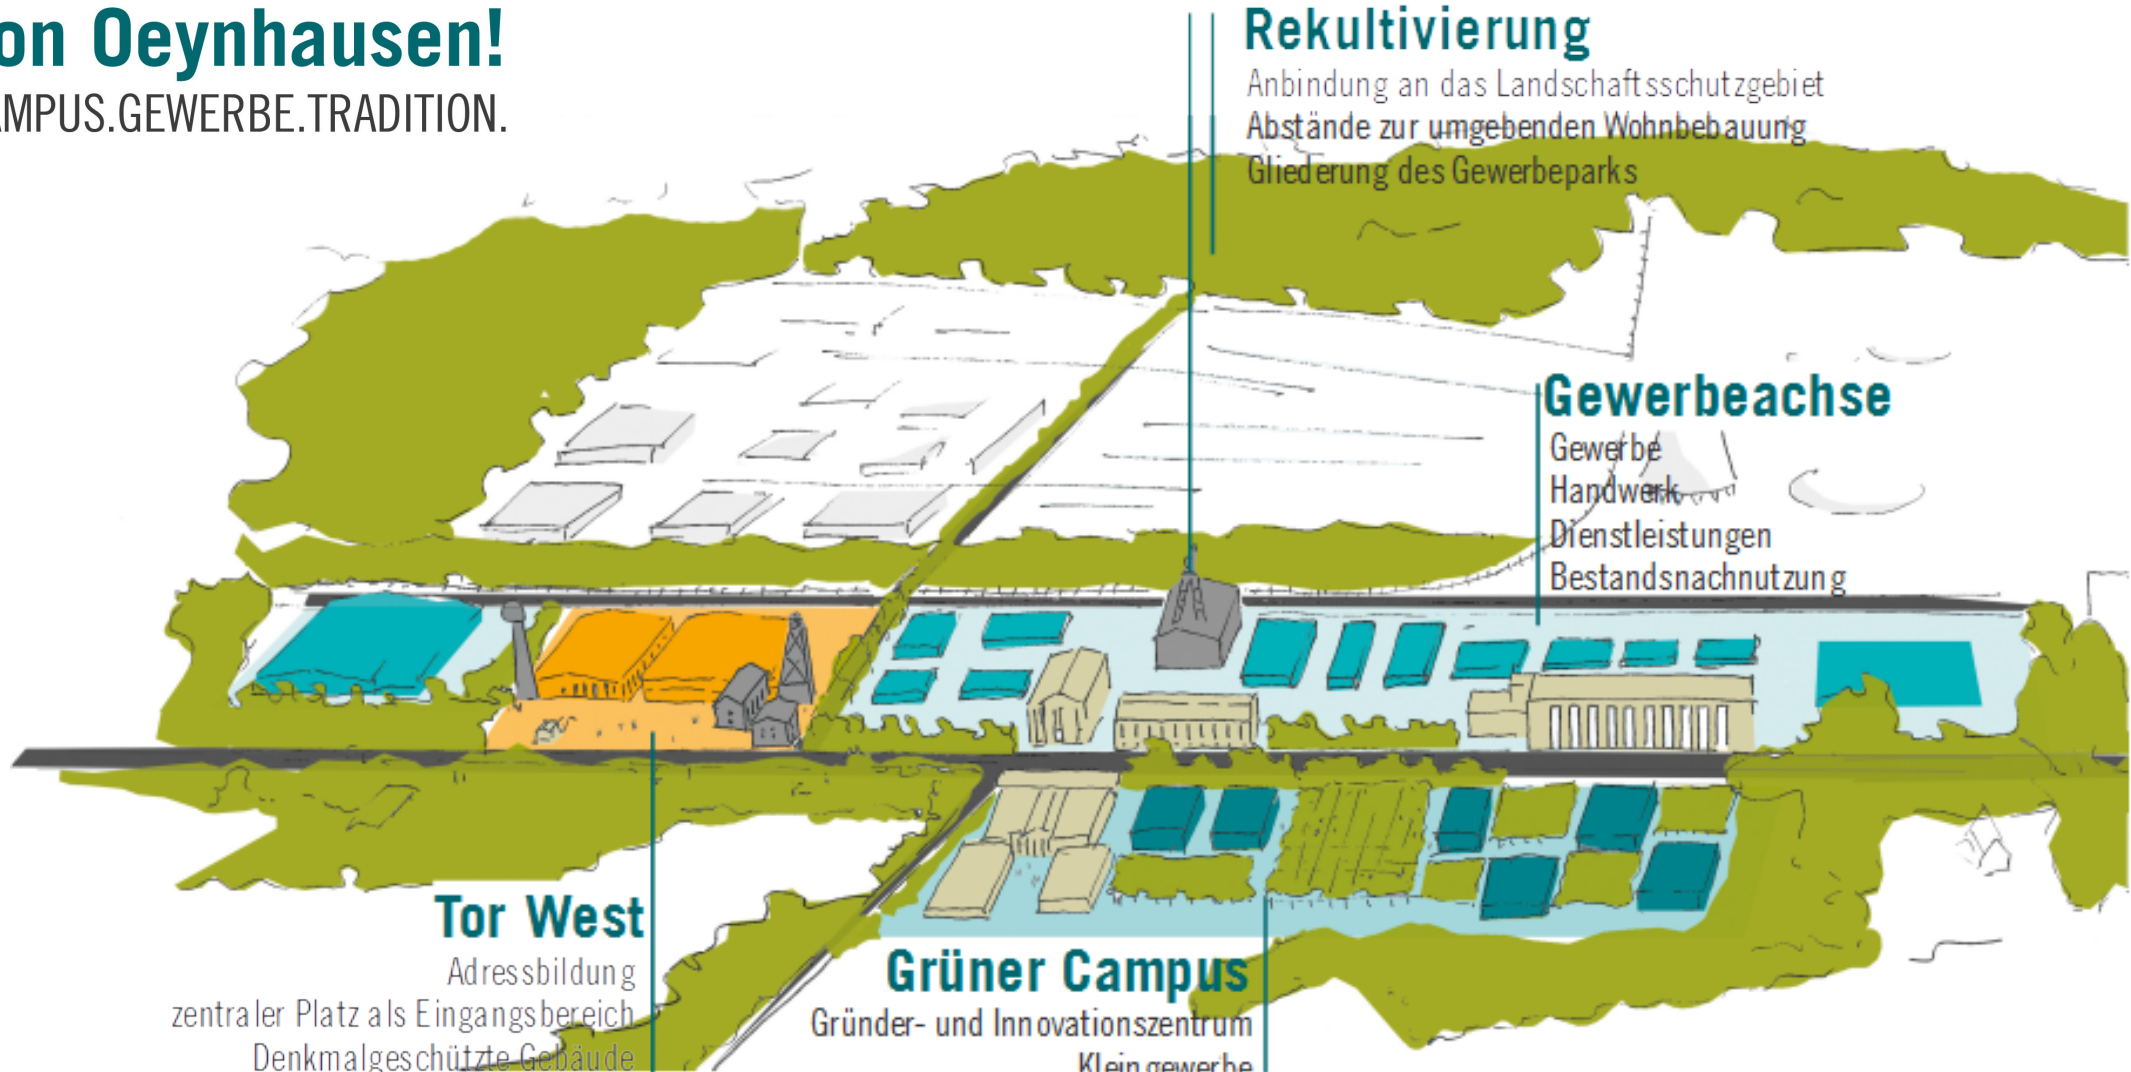 on Oeynhausen!
MPUS.GEWERBE.TRADITION.
Rekultivierung
Anbindung an das Landschaftsschutzgebiet
Abstände zur umgebenden Wohnbebauung
Gliederung des Gewerbeparks
Gewerbeachse
Gewerbe
Handwerk
Dienstleistungen
Bestandsnachnutzung
Tor West
Adressbildung
zentraler Platz als Eingangsbereich
Denkmalgeschützte Gebäude
Grüner Campus
Gründer- und Innovationszentrum
Kleingewerbe